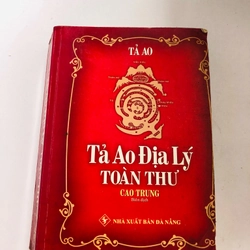 TẢ AO
Tả Ao Địa Lý
TOÀN THƯ
CAO TRUNG
Biên dịch
NHÀ XUẤT BẢN ĐÀ NẴNG